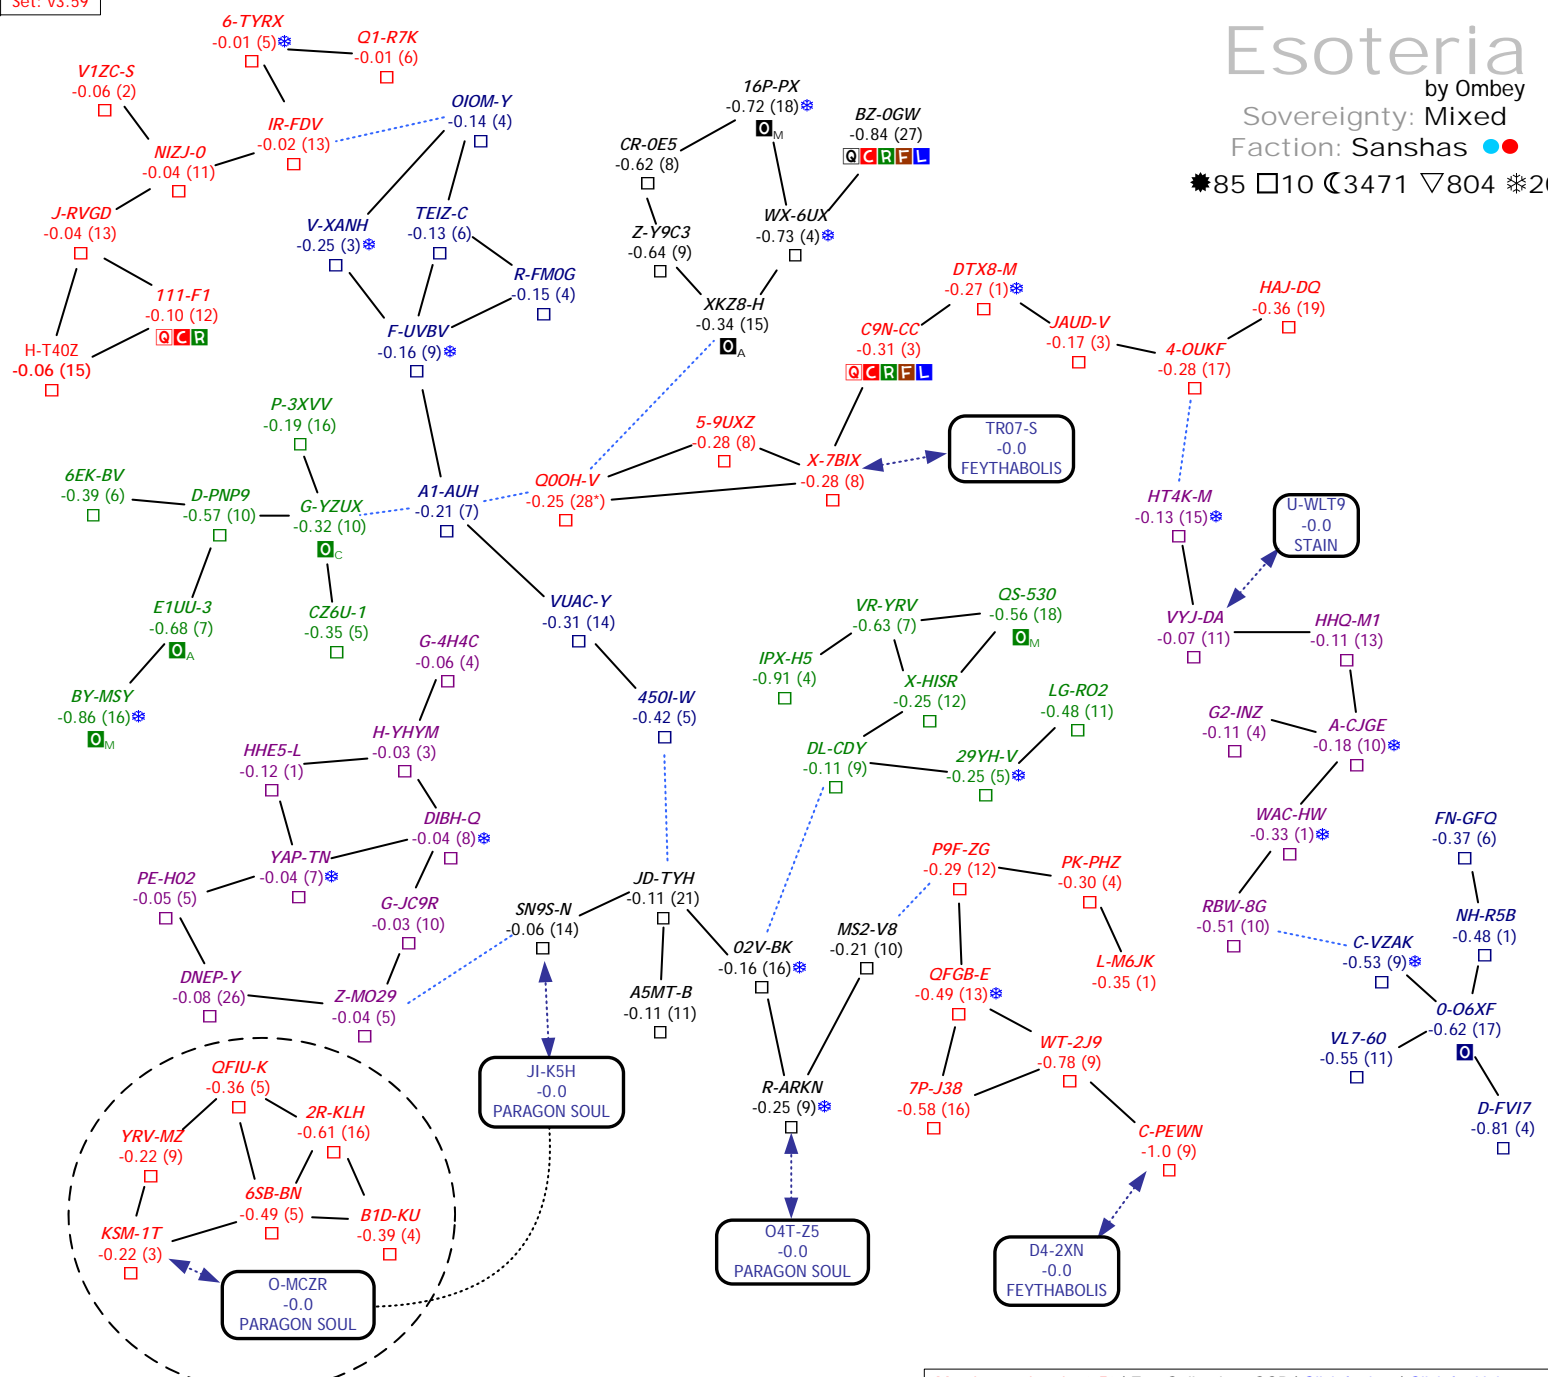 Set: v3.59
Esoteria
by Ombey
Sovereignty: Mixed
Faction: Sanshas
85 10 3471 804
6-TYRX
-0.01 (5)
Q1-R7K
-0.01 (6)
V1ZC-S
-0.06 (2)
OIOM-Y
-0.14 (4)
IR-FDV
-0.02 (13)
NIZJ-0
-0.04 (11)
J-RVGD
-0.04 (13)
111-F1
-0.10 (12)
Q C R
H-T40Z
-0.06 (15)
V-XANH
-0.25 (3)
TEIZ-C
-0.13 (6)
R-FM0G
-0.15 (4)
F-UVBV
-0.16 (9)
16P-PX
-0.72 (18)
O M
BZ-0GW
-0.84 (27)
Q C R F L
CR-0E5
-0.62 (8)
Z-Y9C3
-0.64 (9)
WX-6UX
-0.73 (4)
XKZ8-H
-0.34 (15)
O A
DTX8-M
-0.27 (1)
HAJ-DQ
-0.36 (19)
C9N-CC
-0.31 (3)
Q C R F L
JAUD-V
-0.17 (3)
4-OUKF
-0.28 (17)
P-3XVV
-0.19 (16)
6EK-BV
-0.39 (6)
D-PNP9
-0.57 (10)
G-YZUX
-0.32 (10)
O C
A1-AUH
-0.21 (7)
Q0OH-V
-0.25 (28*)
5-9UXZ
-0.28 (8)
X-7BIX
-0.28 (8)
TR07-S
-0.0
FEYTHABOLIS
HT4K-M
-0.13 (15)
U-WLT9
-0.0
STAIN
E1UU-3
-0.68 (7)
O A
CZ6U-1
-0.35 (5)
BY-MSY
-0.86 (16)
O M
VUAC-Y
-0.31 (14)
450I-W
-0.42 (5)
G-4H4C
-0.06 (4)
H-YHYM
-0.03 (3)
HHE5-L
-0.12 (1)
DIBH-Q
-0.04 (8)
YAP-TN
-0.04 (7)
PE-H02
-0.05 (5)
G-JC9R
-0.03 (10)
DNEP-Y
-0.08 (26)
Z-MO29
-0.04 (5)
VR-YRV
-0.63 (7)
QS-530
-0.56 (18)
O M
IPX-H5
-0.91 (4)
X-HISR
-0.25 (12)
LG-RO2
-0.48 (11)
DL-CDY
-0.11 (9)
29YH-V
-0.25 (5)
VYJ-DA
-0.07 (11)
HHQ-M1
-0.11 (13)
G2-INZ
-0.11 (4)
A-CJGE
-0.18 (10)
WAC-HW
-0.33 (1)
RBW-8G
-0.51 (10)
FN-GFQ
-0.37 (6)
NH-R5B
-0.48 (1)
C-VZAK
-0.53 (9)
0-O6XF
-0.62 (17)
O
VL7-60
-0.55 (11)
D-FVI7
-0.81 (4)
JD-TYH
-0.11 (21)
SN9S-N
-0.06 (14)
02V-BK
-0.16 (16)
A5MT-B
-0.11 (11)
MS2-V8
-0.21 (10)
R-ARKN
-0.25 (9)
P9F-ZG
-0.29 (12)
PK-PHZ
-0.30 (4)
L-M6JK
-0.35 (1)
QFGB-E
-0.49 (13)
WT-2J9
-0.78 (9)
7P-J38
-0.58 (16)
C-PEWN
-1.0 (9)
JI-K5H
-0.0
PARAGON SOUL
O4T-Z5
-0.0
PARAGON SOUL
D4-2XN
-0.0
FEYTHABOLIS
QFIU-K
-0.36 (5)
2R-KLH
-0.61 (16)
YRV-MZ
-0.22 (9)
6SB-BN
-0.49 (5)
B1D-KU
-0.39 (4)
KSM-1T
-0.22 (3)
O-MCZR
-0.0
PARAGON SOUL